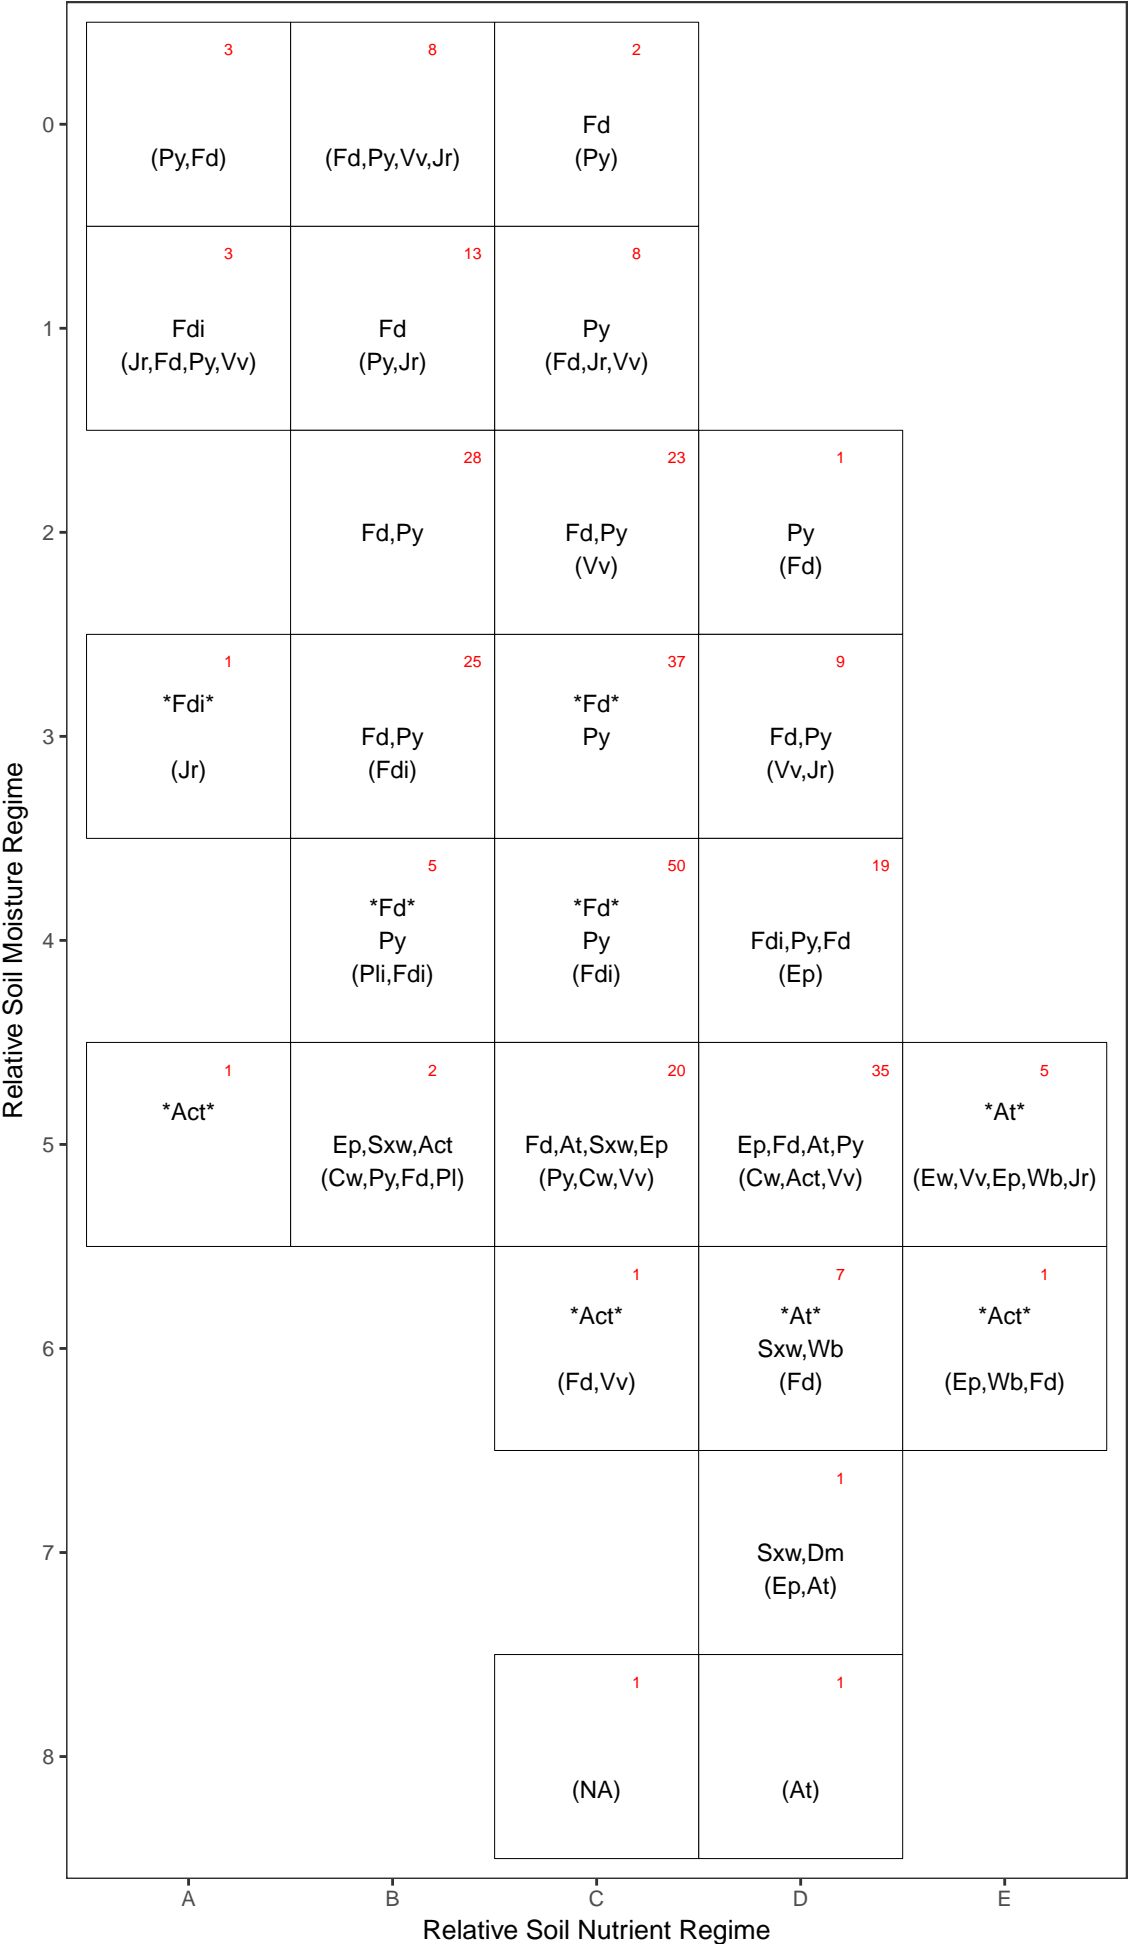 3 8 2
0
Fd
(Py,Fd) (Fd,Py,Vv,Jr) (Py)
3 13 8
1 Fdi Fd Py
(Jr,Fd,Py,Vv) (Py,Jr) (Fd,Jr,Vv)
28 23 1
2 Fd,Py Fd,Py Py
(Vv) (Fd)
1 25 37 9
*Fdi* *Fd*
3 Fd,Py Py Fd,Py
(Jr) (Fdi) (Vv,Jr)
5 50 19
*Fd* *Fd*
4 Py Py Fdi,Py,Fd
(Pli,Fdi) (Fdi) (Ep)
1 2 20 35 5
*Act* *At*
5 Ep,Sxw,Act Fd,At,Sxw,Ep Ep,Fd,At,Py
(Cw,Py,Fd,Pl) (Py,Cw,Vv) (Cw,Act,Vv) (Ew,Vv,Ep,Wb,Jr)
1 7 1
*Act* *At* *Act*
6 Sxw,Wb
(Fd,Vv) (Fd) (Ep,Wb,Fd)
1
7 Sxw,Dm
(Ep,At)
1 1
8
(NA) (At)
A B C D E
Relative Soil Nutrient Regime
Relative Soil Moisture Regime